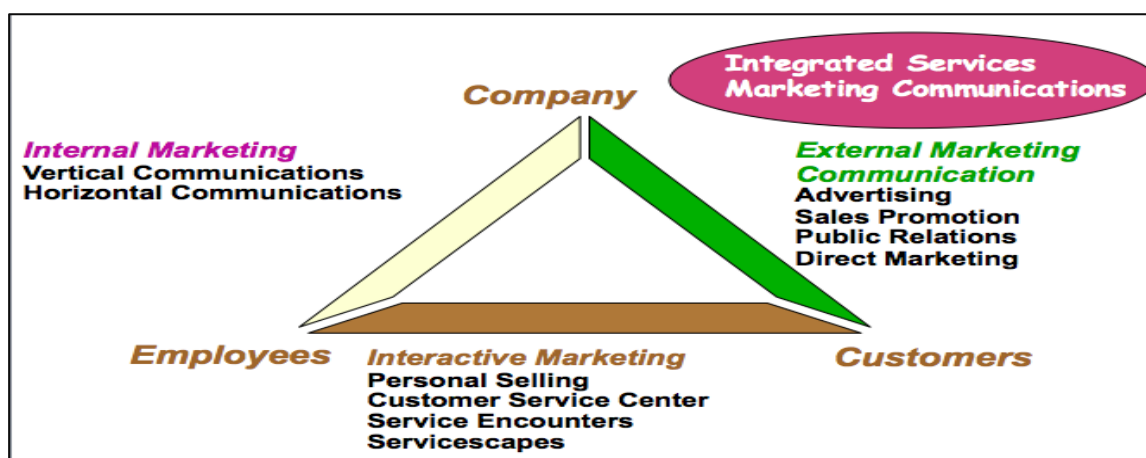 Integrated Services
Marketing Communications
Company
Internal Marketing
Vertical Communications
Horizontal Communications
External Marketing
Communication
Advertising
Sales Promotion
Public Relations
Direct Marketing
Employees
Interactive Marketing
Personal Selling
Customer Service Center
Service Encounters
Servicescapes
Customers